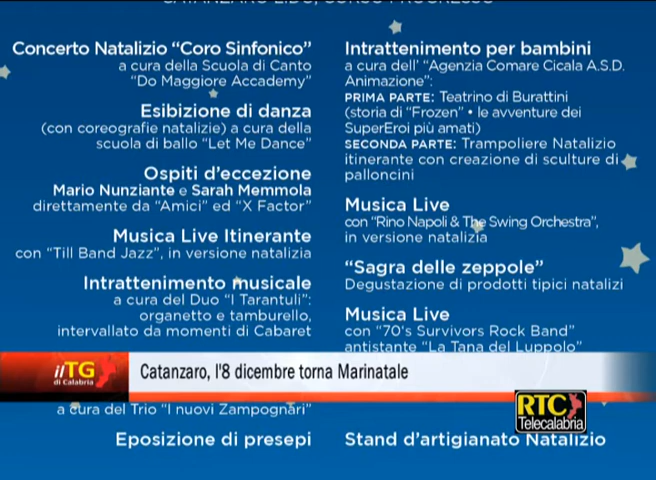 CATANZARO LIDO, CORSO PROGRESSO
Concerto Natalizio “Coro Sinfonico”
a cura della Scuola di Canto
“Do Maggiore Accademy”
Esibizione di danza
(con coreografie natalizie) a cura della
scuola di ballo “Let Me Dance”
Ospiti d’eccezione
Mario Nunziante e Sarah Memmola
direttamente da “Amici” ed “X Factor”
Musica Live Itinerante
con “Till Band Jazz”, in versione natalizia
Intrattenimento musicale
a cura del Duo “I Tarantuli”:
organetto e tamburello,
intervallato da momenti di Cabaret
a cura del Trio “I nuovi Zampognari”
Eposizione di presepi
Intrattenimento per bambini
a cura dell’ “Agenzia Comare Cicala A.S.D.
Animazione”:
PRIMA PARTE: Teatrino di Burattini
(storia di “Frozen” • le avventure dei
SuperEroi più amati)
SECONDA PARTE: Trampoliere Natalizio
itinerante con creazione di sculture di
palloncini
Musica Live
con “Rino Napoli & The Swing Orchestra”,
in versione natalizia
“Sagra delle zeppole”
Degustazione di prodotti tipici natalizi
Musica Live
con “70‘s Survivors Rock Band”
antistante “La Tana del Luppolo”
Stand d’artigianato Natalizio
ilTG
di Calabria
Catanzaro, l'8 dicembre torna Marinatale
RTC
Telecalabria